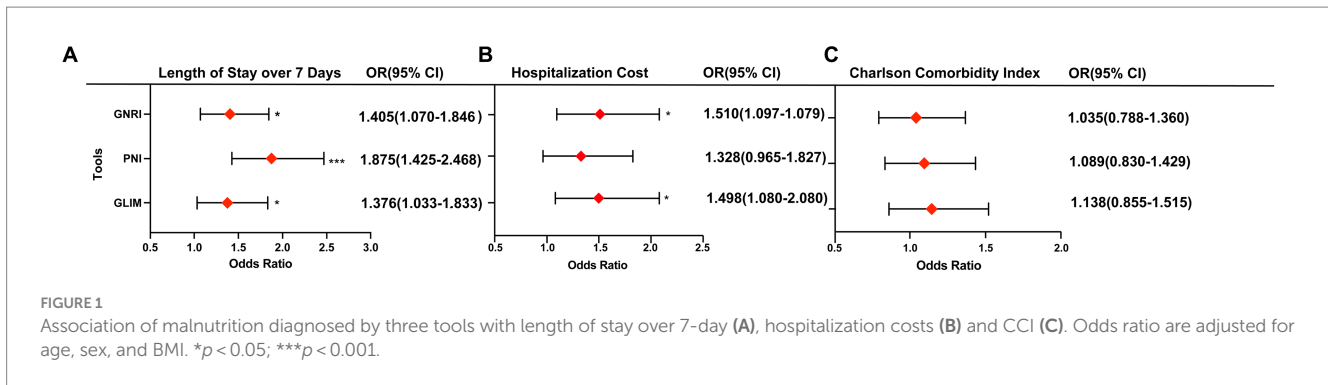 A
Length of Stay over 7 Days OR(95% CI)
GNRI * 1.405(1.070-1.846)
PNI *** 1.875(1.425-2.468)
GLIM * 1.376(1.033-1.833)
Tools
0.5 1.0 1.5 2.0 2.5 3.0
Odds Ratio
B
Hospitalization Cost OR(95% CI)
* 1.510(1.097-1.079)
1.328(0.965-1.827)
* 1.498(1.080-2.080)
0.5 1.0 1.5 2.0 2.5
Odds Ratio
C
Charlson Comorbidity Index OR(95% CI)
1.035(0.788-1.360)
1.089(0.830-1.429)
1.138(0.855-1.515)
0.5 1.0 1.5 2.0
Odds Ratio
FIGURE 1
Association of malnutrition diagnosed by three tools with length of stay over 7-day (A), hospitalization costs (B) and CCI (C). Odds ratio are adjusted for
age, sex, and BMI. *p < 0.05; ***p < 0.001.